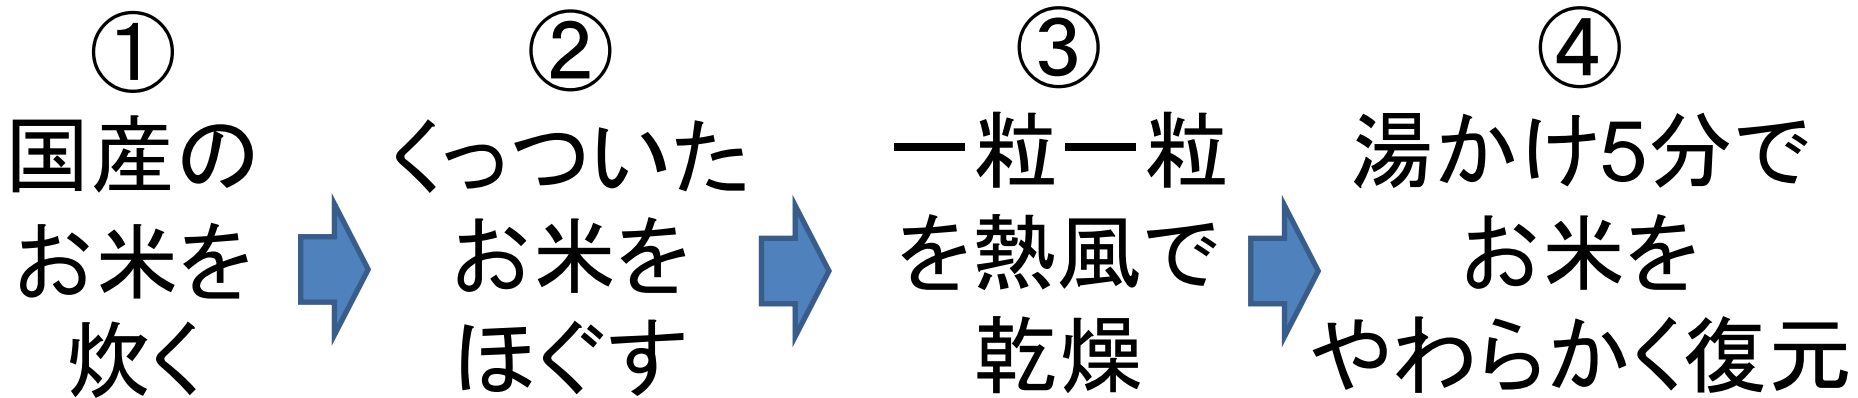 ①
国産の
お米を
炊く
②
くっついた
お米を
ほぐす
③
一粒一粒
を熱風で
乾燥
④
湯かけ5分で
お米を
やわらかく復元